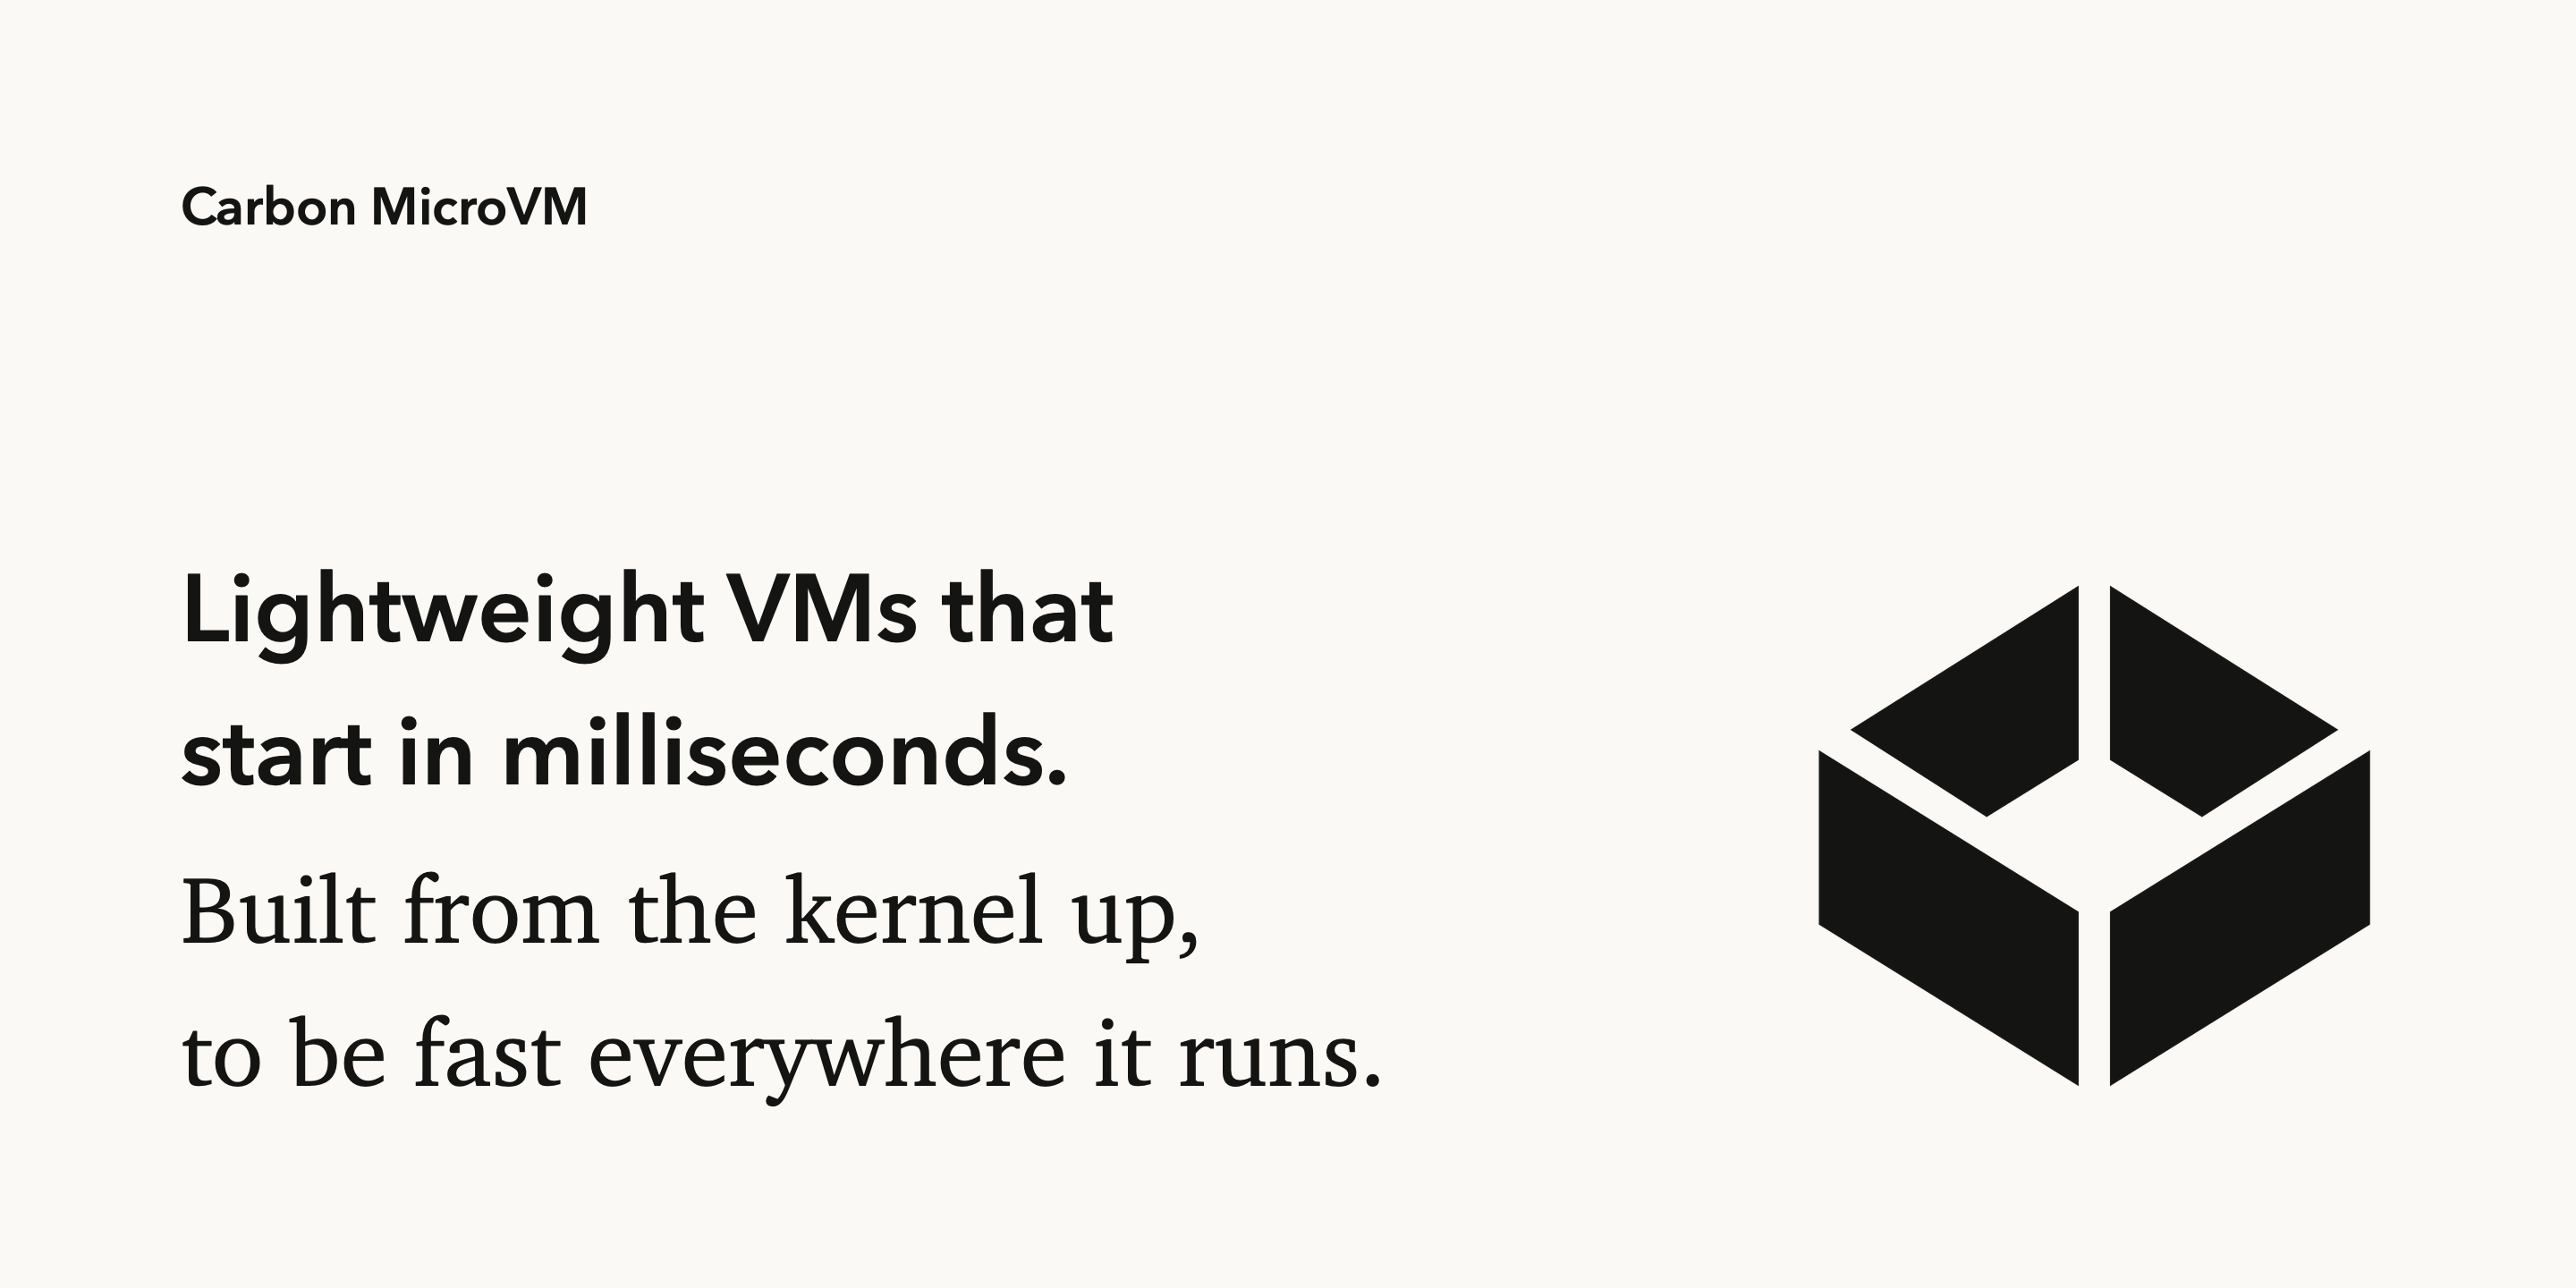 Carbon MicroVM
Lightweight VMs that
start in milliseconds.
Built from the kernel up,
to be fast everywhere it runs.